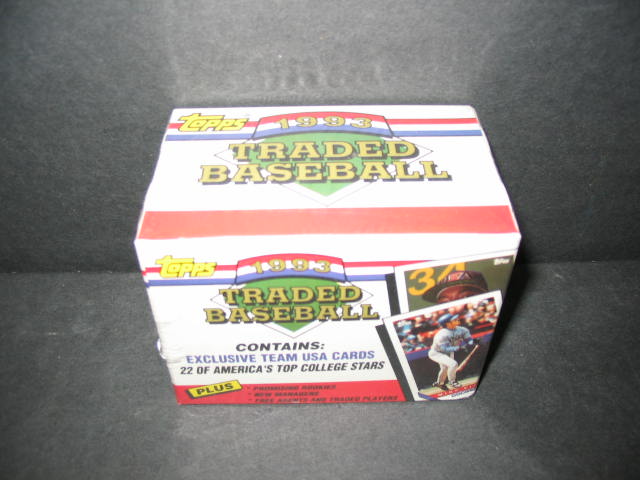 Topps
1993
TRADED
BASEBALL
Topps
1993
TRADED
BASEBALL
CONTAINS:
EXCLUSIVE TEAM USA CARDS
22 OF AMERICA'S TOP COLLEGE STARS
PLUS
• PROMISING ROOKIES
• NEW MANAGERS
• FREE AGENTS AND TRADED PLAYERS
34